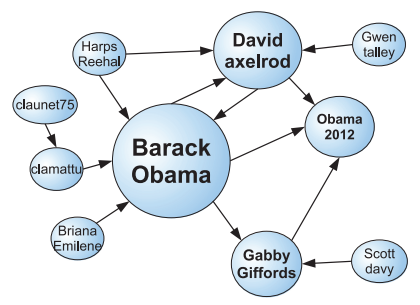 Harps
Reehal
David
axelrod
Gwen
talley
claunet75
Obama
2012
Barack
Obama
clamattu
Briana
Emilene
Gabby
Giffords
Scott
davy